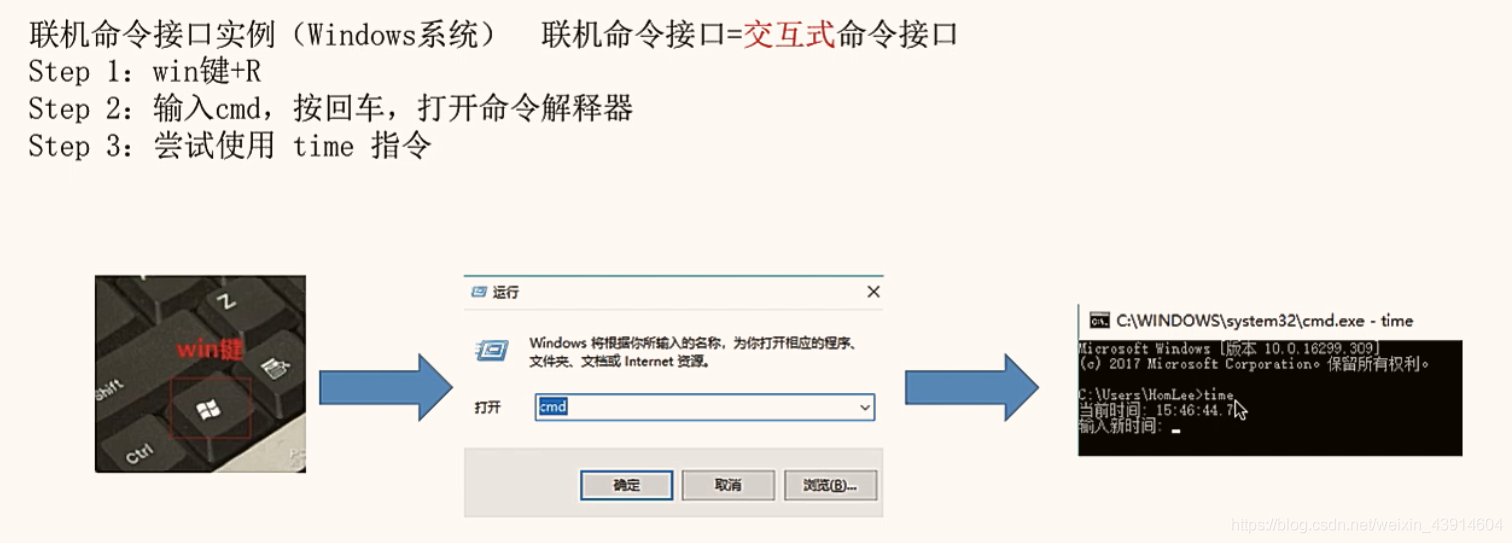 联机命令接口实例（Windows系统） 联机命令接口=交互式命令接口
Step 1：win键+R
Step 2：输入cmd，按回车，打开命令解释器
Step 3：尝试使用 time 指令
Z
win键
Shift
Ctrl
运行
Windows 将根据你所输入的名称，为你打开相应的程序、
文件夹、文档或 Internet 资源。
打开
cmd
确定 取消 浏览(B)...
C:\WINDOWS\system32\cmd.exe - time
Microsoft Windows [版本 10.0.16299.309]
(c) 2017 Microsoft Corporation。保留所有权利。
C:\Users\HomLee>time
当前时间: 15:46:44.7
输入新时间:
https://blog.csdn.net/weixin_43914604